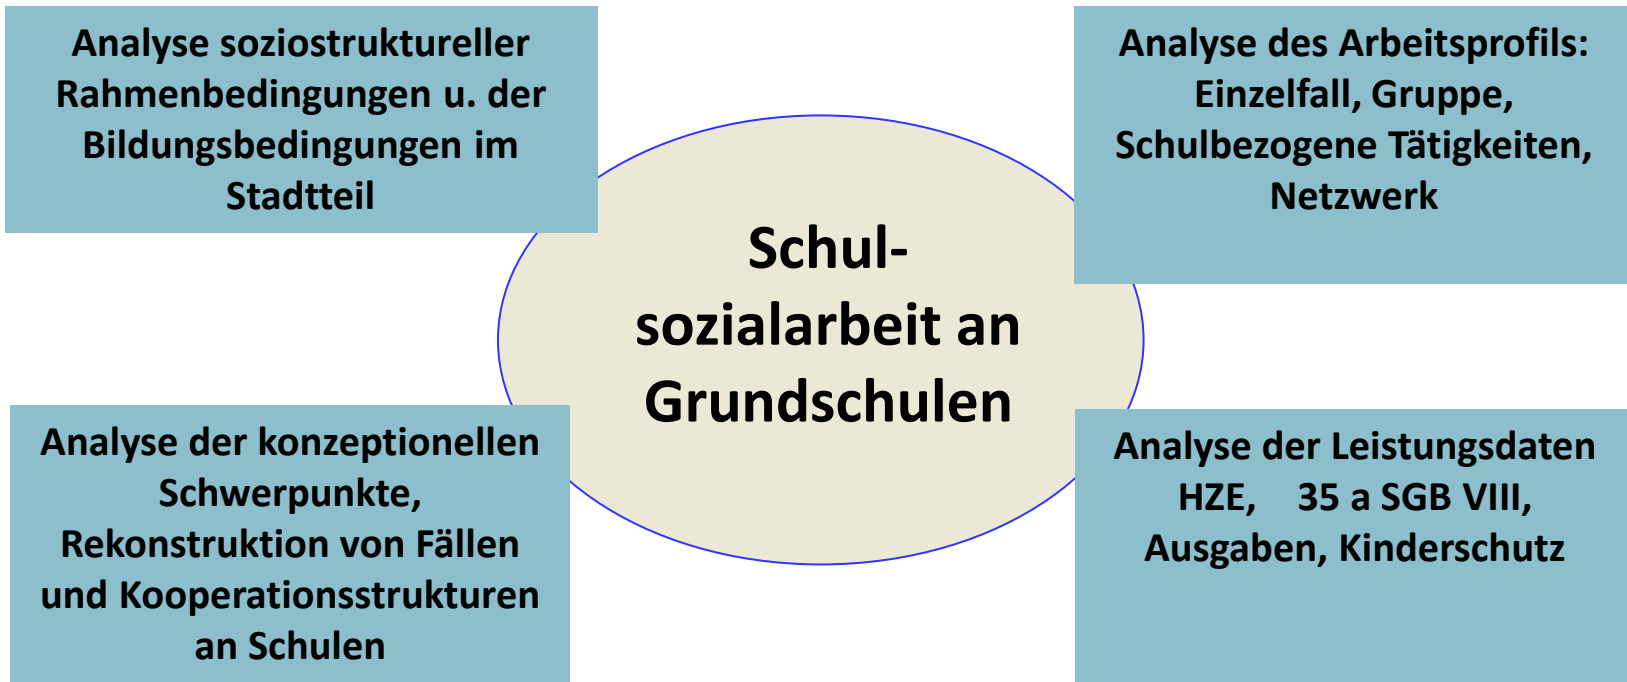 Analyse soziostruktureller
Rahmenbedingungen u. der
Bildungsbedingungen im
Stadtteil
Analyse des Arbeitsprofils:
Einzelfall, Gruppe,
Schulbezogene Tätigkeiten,
Netzwerk
Schul-
sozialarbeit an
Grundschulen
Analyse der konzeptionellen
Schwerpunkte,
Rekonstruktion von Fällen
und Kooperationsstrukturen
an Schulen
Analyse der Leistungsdaten
HZE, 35 a SGB VIII,
Ausgaben, Kinderschutz